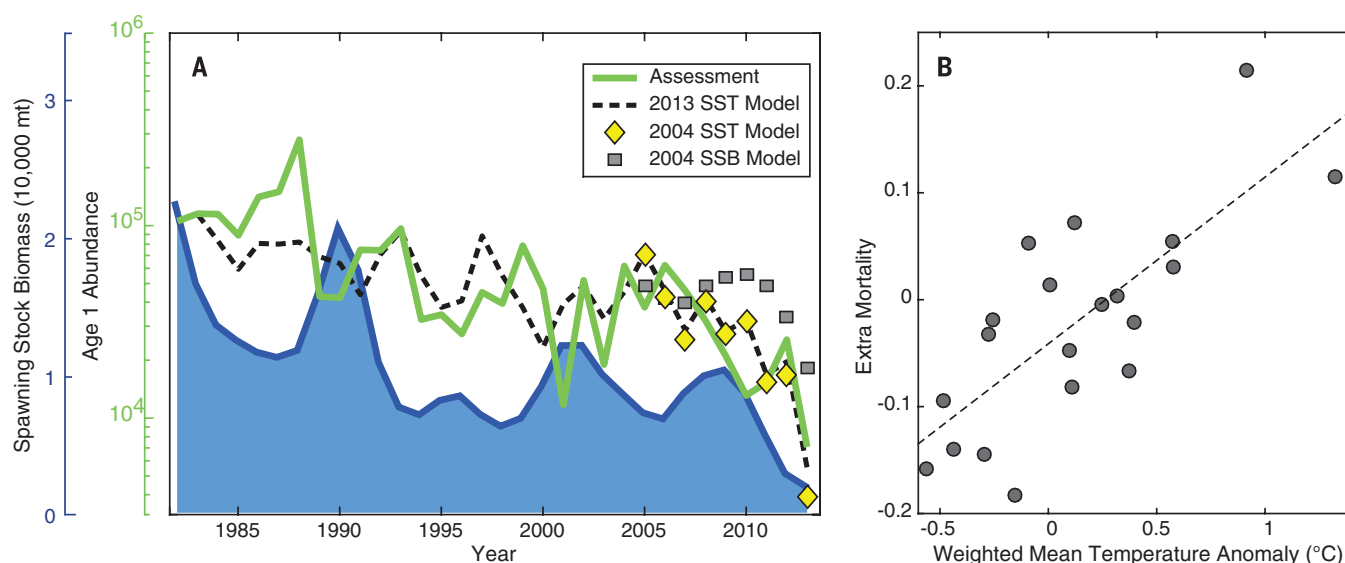 Spawning Stock Biomass (10,000 mt)
3
2
1
0
Age 1 Abundance
10^6
10^5
10^4
A
Assessment
2013 SST Model
2004 SST Model
2004 SSB Model
1985
1990
1995
2000
2005
2010
Year
B
Extra Mortality
0.2
0.1
0
-0.1
-0.2
-0.5
0
0.5
1
Weighted Mean Temperature Anomaly (°C)